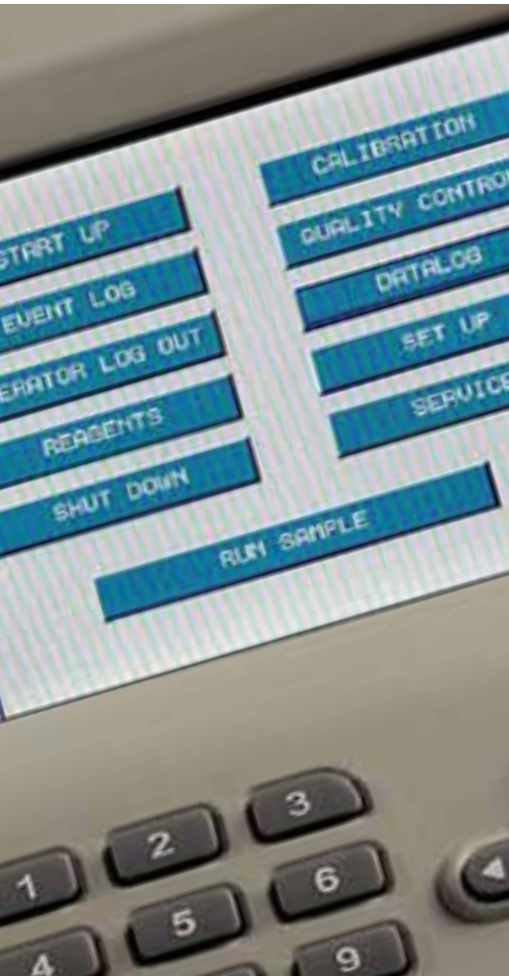 START UP
EVENT LOG
ERATOR LOG OUT
REAGENTS
SHUT DOWN
CALIBRATION
QUALITY CONTRO
DATALOG
SET UP
SERVICE
RUN SAMPLE
1 2 3
4 5 6
9